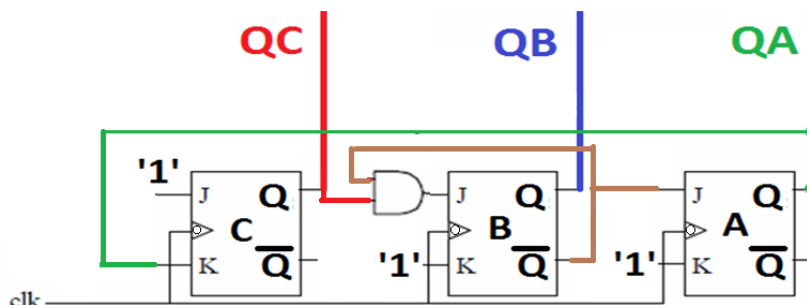 QC QB QA
'1' J Q J Q J Q
C B A
K Q̅ '1' K Q̅ '1' K Q̅
clk